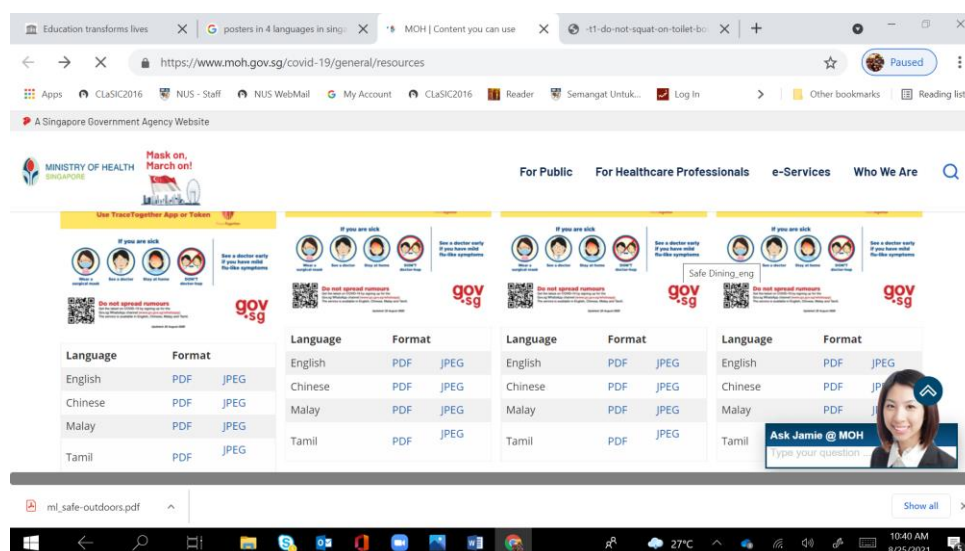 Education transforms lives
posters in 4 languages in sing
MOH | Content you can use
-t1-do-not-squat-on-toilet-bo
https://www.moh.gov.sg/covid-19/general/resources
Paused
Apps
CLaSIC2016
NUS - Staff
NUS WebMail
My Account
CLaSIC2016
Reader
Semangat Untuk...
Log In
Other bookmarks
Reading list
A Singapore Government Agency Website
MINISTRY OF HEALTH
SINGAPORE
Mask on,
March on!
For Public
For Healthcare Professionals
e-Services
Who We Are
Use TraceTogether App or Token
If you are sick
Wear a surgical mask
See a doctor
Stay at home
DON'T doctor-hop
See a doctor early
if you have mild
flu-like symptoms
Do not spread rumours
gov
.sg
If you are sick
See a doctor early
if you have mild
flu-like symptoms
Do not spread rumours
gov
.sg
If you are sick
See a doctor early
if you have mild
flu-like symptoms
Do not spread rumours
gov
.sg
If you are sick
See a doctor early
if you have mild
flu-like symptoms
Do not spread rumours
gov
.sg
Safe Dining_eng
Language Format
English PDF JPEG
Chinese PDF JPEG
Malay PDF JPEG
Tamil PDF JPEG
Language Format
English PDF JPEG
Chinese PDF JPEG
Malay PDF JPEG
Tamil PDF JPEG
Language Format
English PDF JPEG
Chinese PDF JPEG
Malay PDF JPEG
Tamil PDF JPEG
Language Format
English PDF JPEG
Chinese PDF
Malay PDF
Tamil
Ask Jamie @ MOH
Type your question ...
ml_safe-outdoors.pdf
Show all
27°C
10:40 AM
8/25/2021